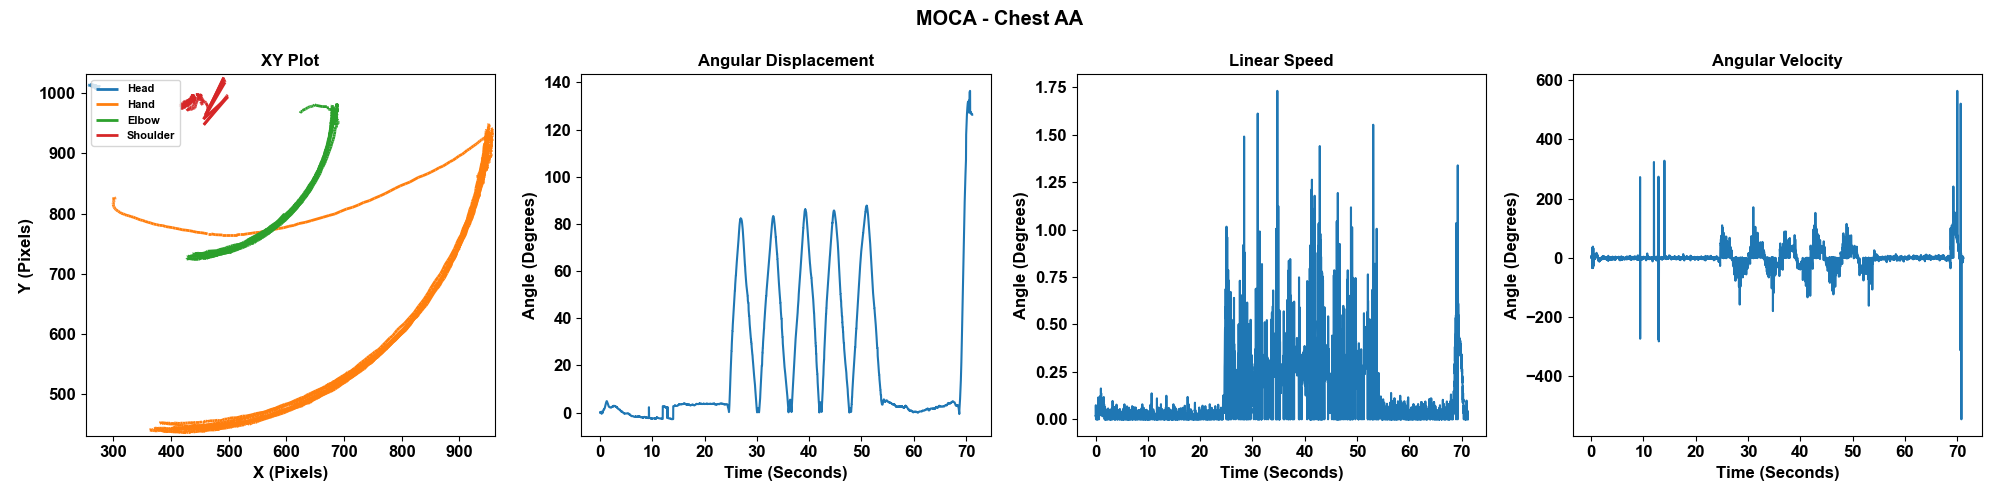 MOCA - Chest AA
XY Plot
Head
Hand
Elbow
Shoulder
1000
900
800
700
600
500
Y (Pixels)
300 400 500 600 700 800 900
X (Pixels)
Angular Displacement
140
120
100
80
60
40
20
0
Angle (Degrees)
0 10 20 30 40 50 60 70
Time (Seconds)
Linear Speed
1.75
1.50
1.25
1.00
0.75
0.50
0.25
0.00
Angle (Degrees)
0 10 20 30 40 50 60 70
Time (Seconds)
Angular Velocity
600
400
200
0
−200
−400
Angle (Degrees)
0 10 20 30 40 50 60 70
Time (Seconds)